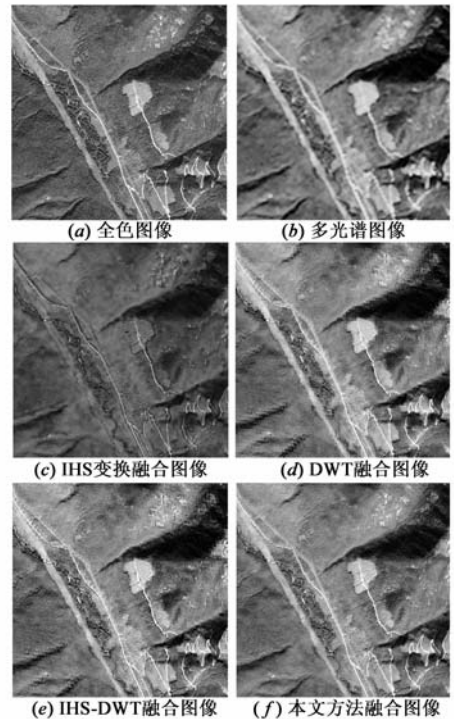 (a) 全色图像
(b) 多光谱图像
(c) IHS变换融合图像
(d) DWT融合图像
(e) IHS-DWT融合图像
(f) 本文方法融合图像